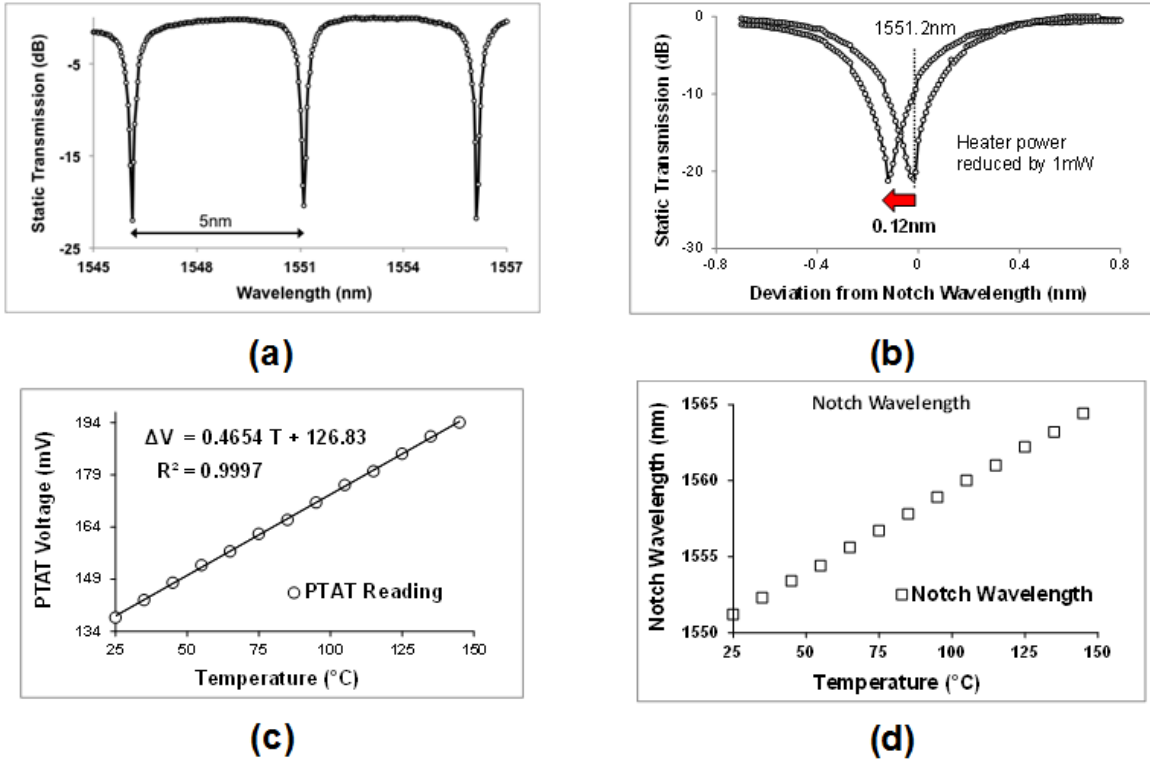 Static Transmission (dB)
-5
-15
-25
5nm
1545
1548
1551
1554
1557
Wavelength (nm)
(a)
Static Transmission (dB)
0
-10
-20
-30
1551.2nm
Heater power
reduced by 1mW
0.12nm
-0.8
-0.4
0
0.4
0.8
Deviation from Notch Wavelength (nm)
(b)
PTAT Voltage (mV)
194
179
164
149
134
ΔV = 0.4654 T + 126.83
R² = 0.9997
PTAT Reading
25
50
75
100
125
150
Temperature (°C)
(c)
Notch Wavelength (nm)
1565
1560
1555
1550
Notch Wavelength
Notch Wavelength
25
50
75
100
125
150
Temperature (°C)
(d)